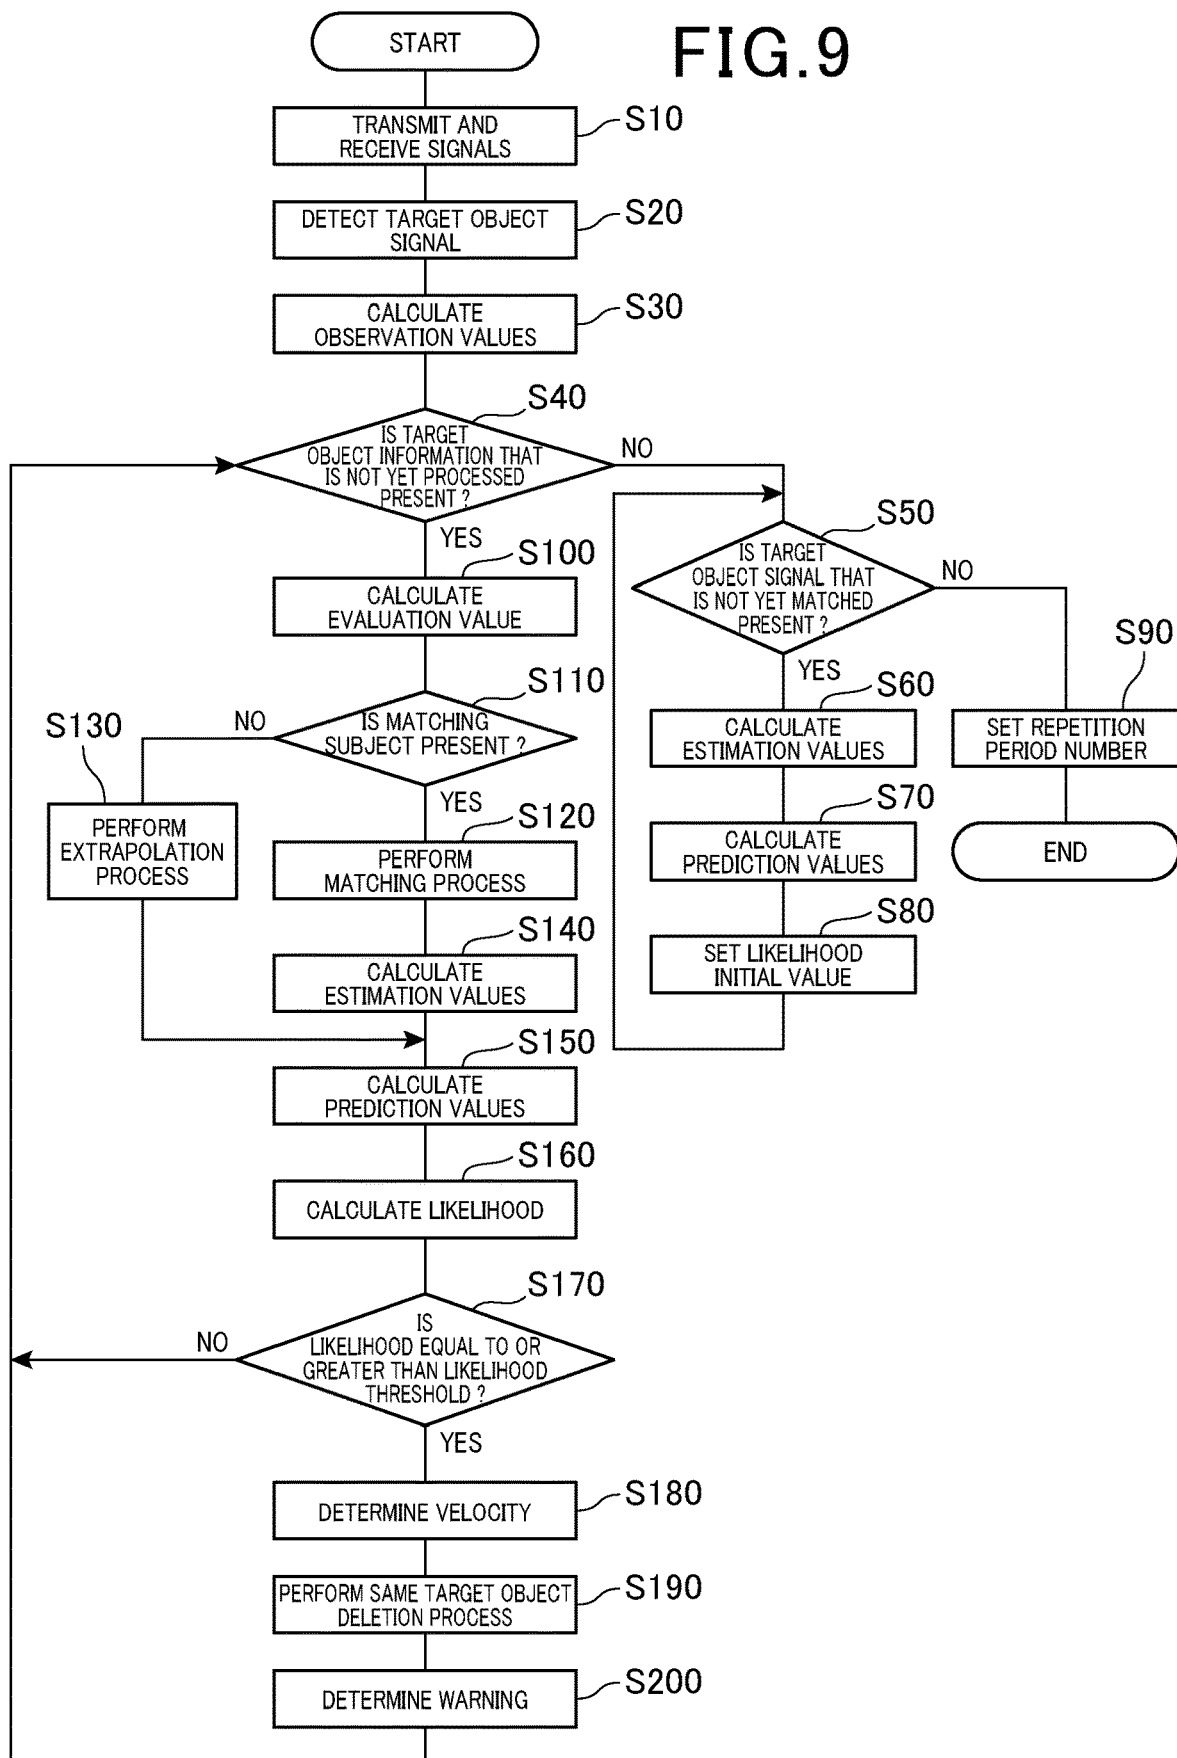 FIG.9
START
TRANSMIT AND
RECEIVE SIGNALS
S10
DETECT TARGET OBJECT
SIGNAL
S20
CALCULATE
OBSERVATION VALUES
S30
S40
IS TARGET
OBJECT INFORMATION THAT
IS NOT YET PROCESSED
PRESENT ?
NO
YES
S50
IS TARGET
OBJECT SIGNAL THAT
IS NOT YET MATCHED
PRESENT ?
NO
YES
S60
CALCULATE
ESTIMATION VALUES
S70
CALCULATE
PREDICTION VALUES
S80
SET LIKELIHOOD
INITIAL VALUE
S90
SET REPETITION
PERIOD NUMBER
END
S100
CALCULATE
EVALUATION VALUE
S110
IS MATCHING
SUBJECT PRESENT ?
NO
YES
S130
PERFORM
EXTRAPOLATION
PROCESS
S120
PERFORM
MATCHING PROCESS
S140
CALCULATE
ESTIMATION VALUES
S150
CALCULATE
PREDICTION VALUES
S160
CALCULATE LIKELIHOOD
S170
IS
LIKELIHOOD EQUAL TO OR
GREATER THAN LIKELIHOOD
THRESHOLD ?
NO
YES
S180
DETERMINE VELOCITY
S190
PERFORM SAME TARGET OBJECT
DELETION PROCESS
S200
DETERMINE WARNING